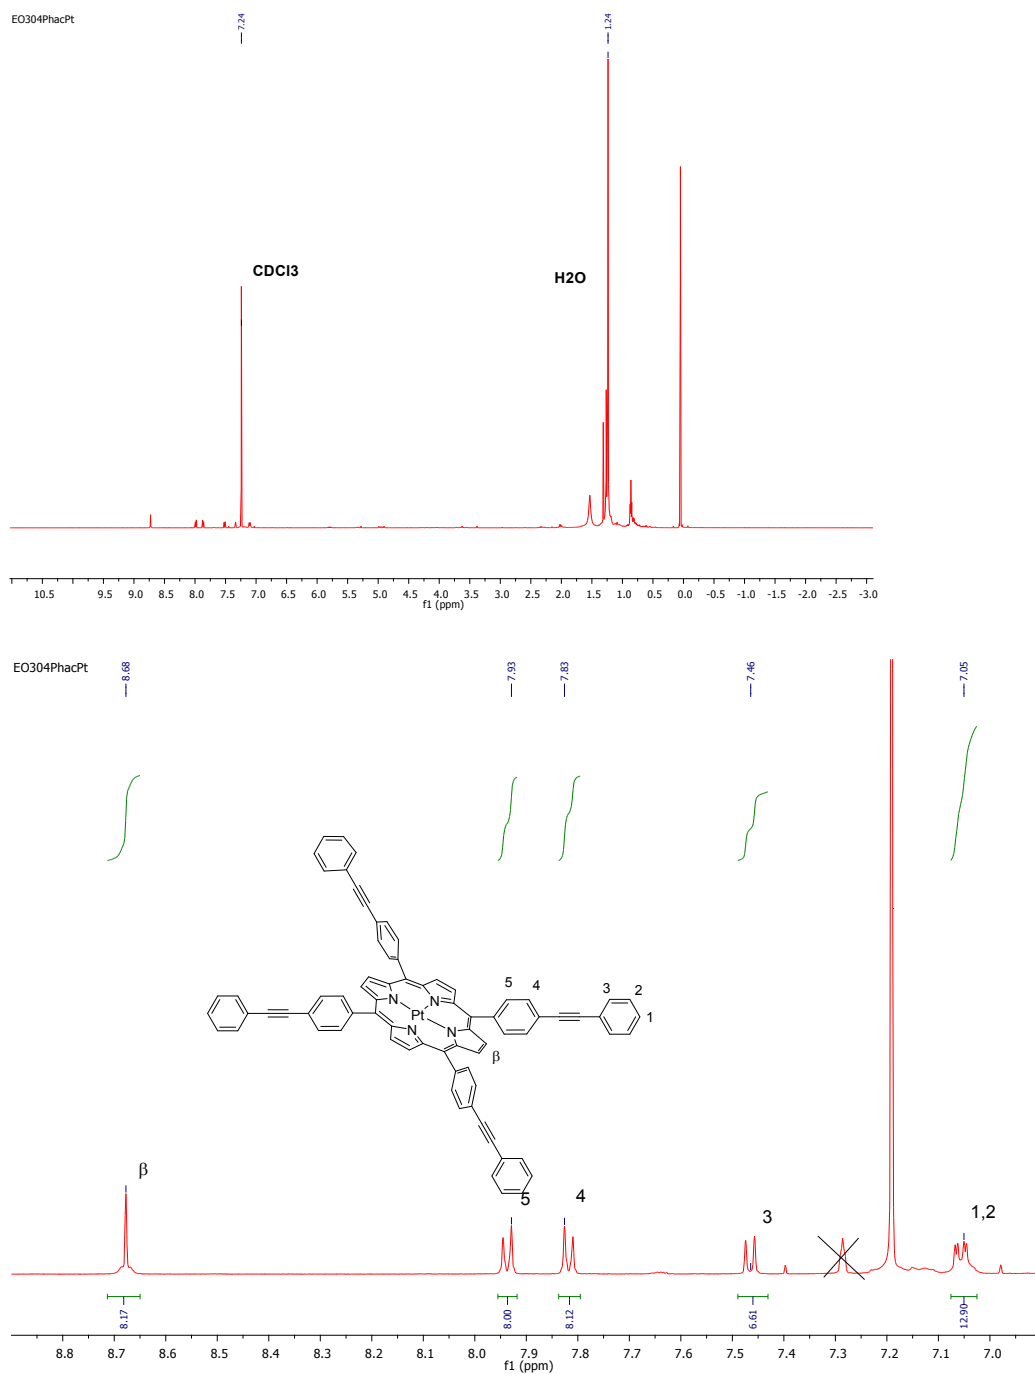 EO304PhacPt
7.24
1.24
CDCl3
H2O
10.5 9.5 9.0 8.5 8.0 7.5 7.0 6.5 6.0 5.5 5.0 4.5 4.0 3.5 3.0 2.5 2.0 1.5 1.0 0.5 0.0 -0.5 -1.0 -1.5 -2.0 -2.5 -3.0
f1 (ppm)
EO304PhacPt
8.68
7.93
7.83
7.46
7.05
5 4 3 2
1
N N
Pt
N N
β
β
5
4
3
1,2
8.17
8.00
8.12
6.61
12.90
8.8 8.7 8.6 8.5 8.4 8.3 8.2 8.1 8.0 7.9 7.8 7.7 7.6 7.5 7.4 7.3 7.2 7.1 7.0
f1 (ppm)